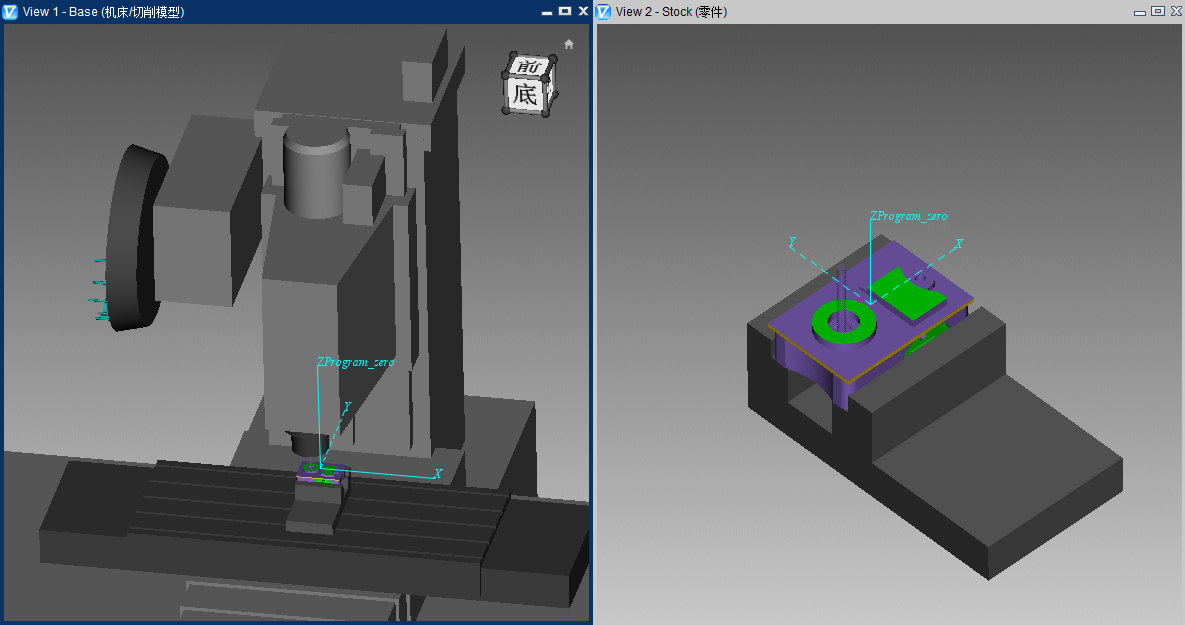 View 1 - Base (机床/切削模型)
前
底
ZProgram_zero
Y
X
View 2 - Stock (零件)
ZProgram_zero
Y
X